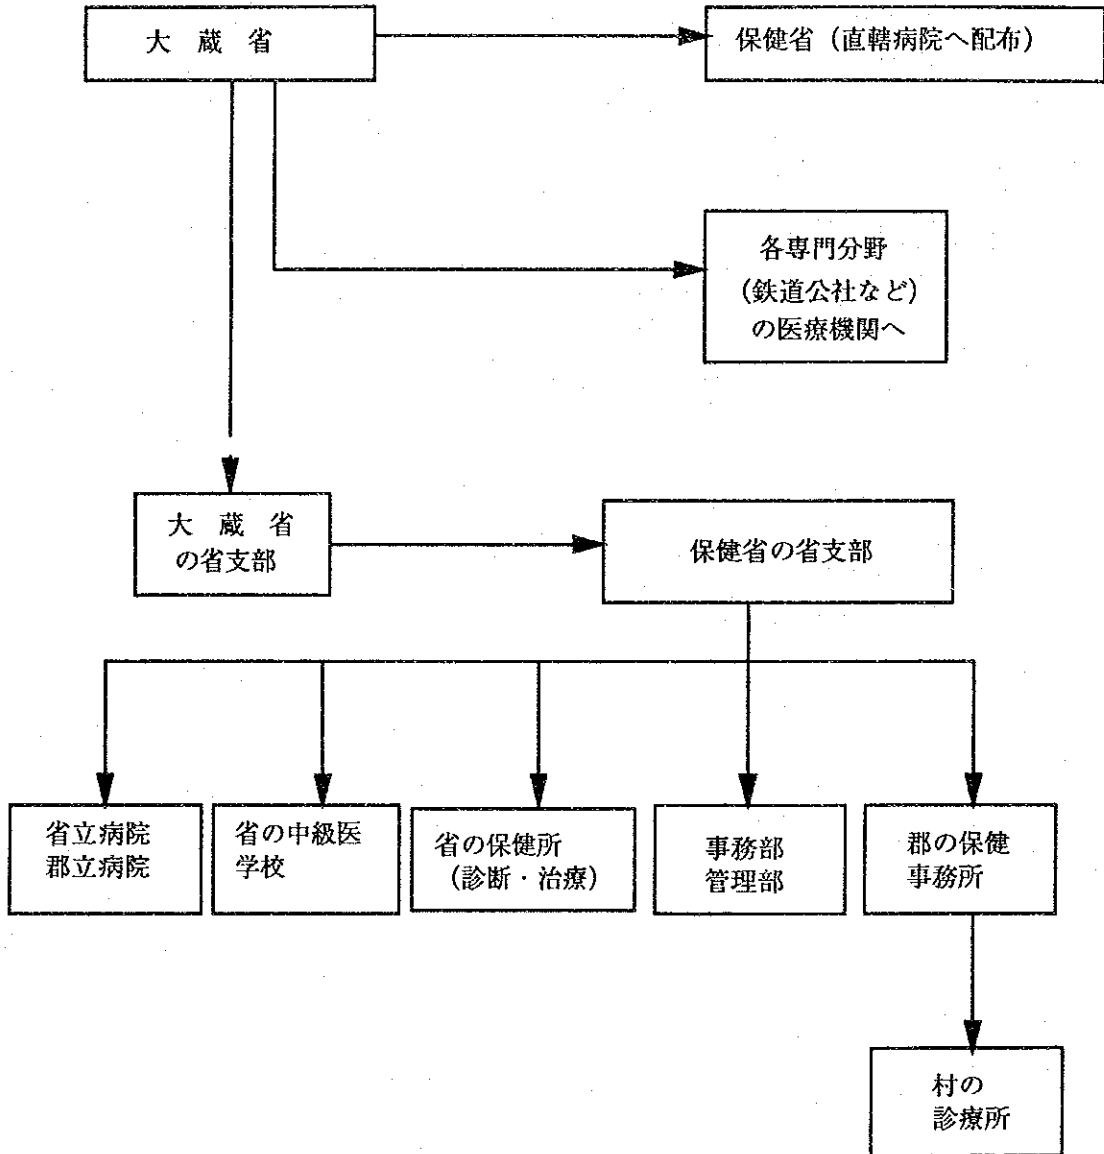 大蔵省
保健省（直轄病院へ配布）
各専門分野
（鉄道公社など）
の医療機関へ
大蔵省
の省支部
保健省の省支部
省立病院
郡立病院
省の中級医
学校
省の保健所
（診断・治療）
事務部
管理部
郡の保健
事務所
村の
診療所